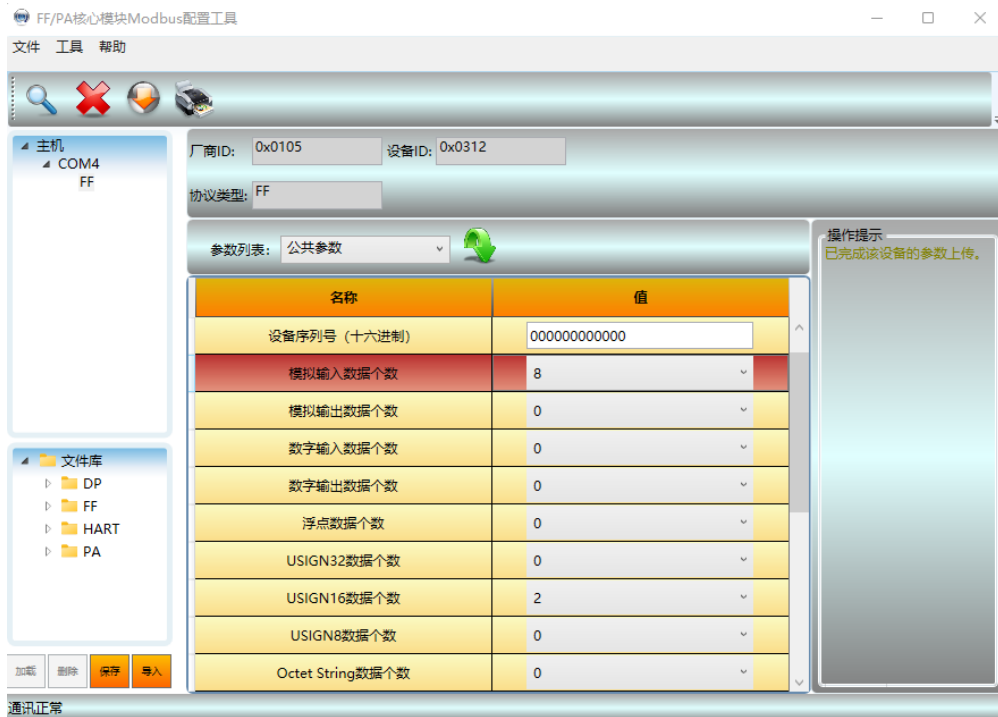 FF/PA核心模块Modbus配置工具
文件 工具 帮助
主机
COM4
FF
厂商ID: 0x0105 设备ID: 0x0312
协议类型: FF
参数列表: 公共参数
操作提示
已完成该设备的参数上传。
名称 值
设备序列号（十六进制） 000000000000
模拟输入数据个数 8
模拟输出数据个数 0
数字输入数据个数 0
数字输出数据个数 0
浮点数据个数 0
USIGN32数据个数 0
USIGN16数据个数 2
USIGN8数据个数 0
Octet String数据个数 0
文件库
DP
FF
HART
PA
加载 删除 保存 导入
通讯正常